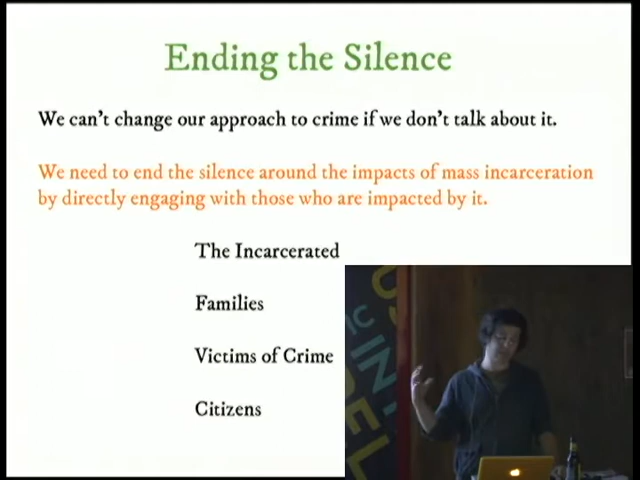 Ending the Silence
We can't change our approach to crime if we don't talk about it.
We need to end the silence around the impacts of mass incarceration
by directly engaging with those who are impacted by it.
The Incarcerated
Families
Victims of Crime
Citizens